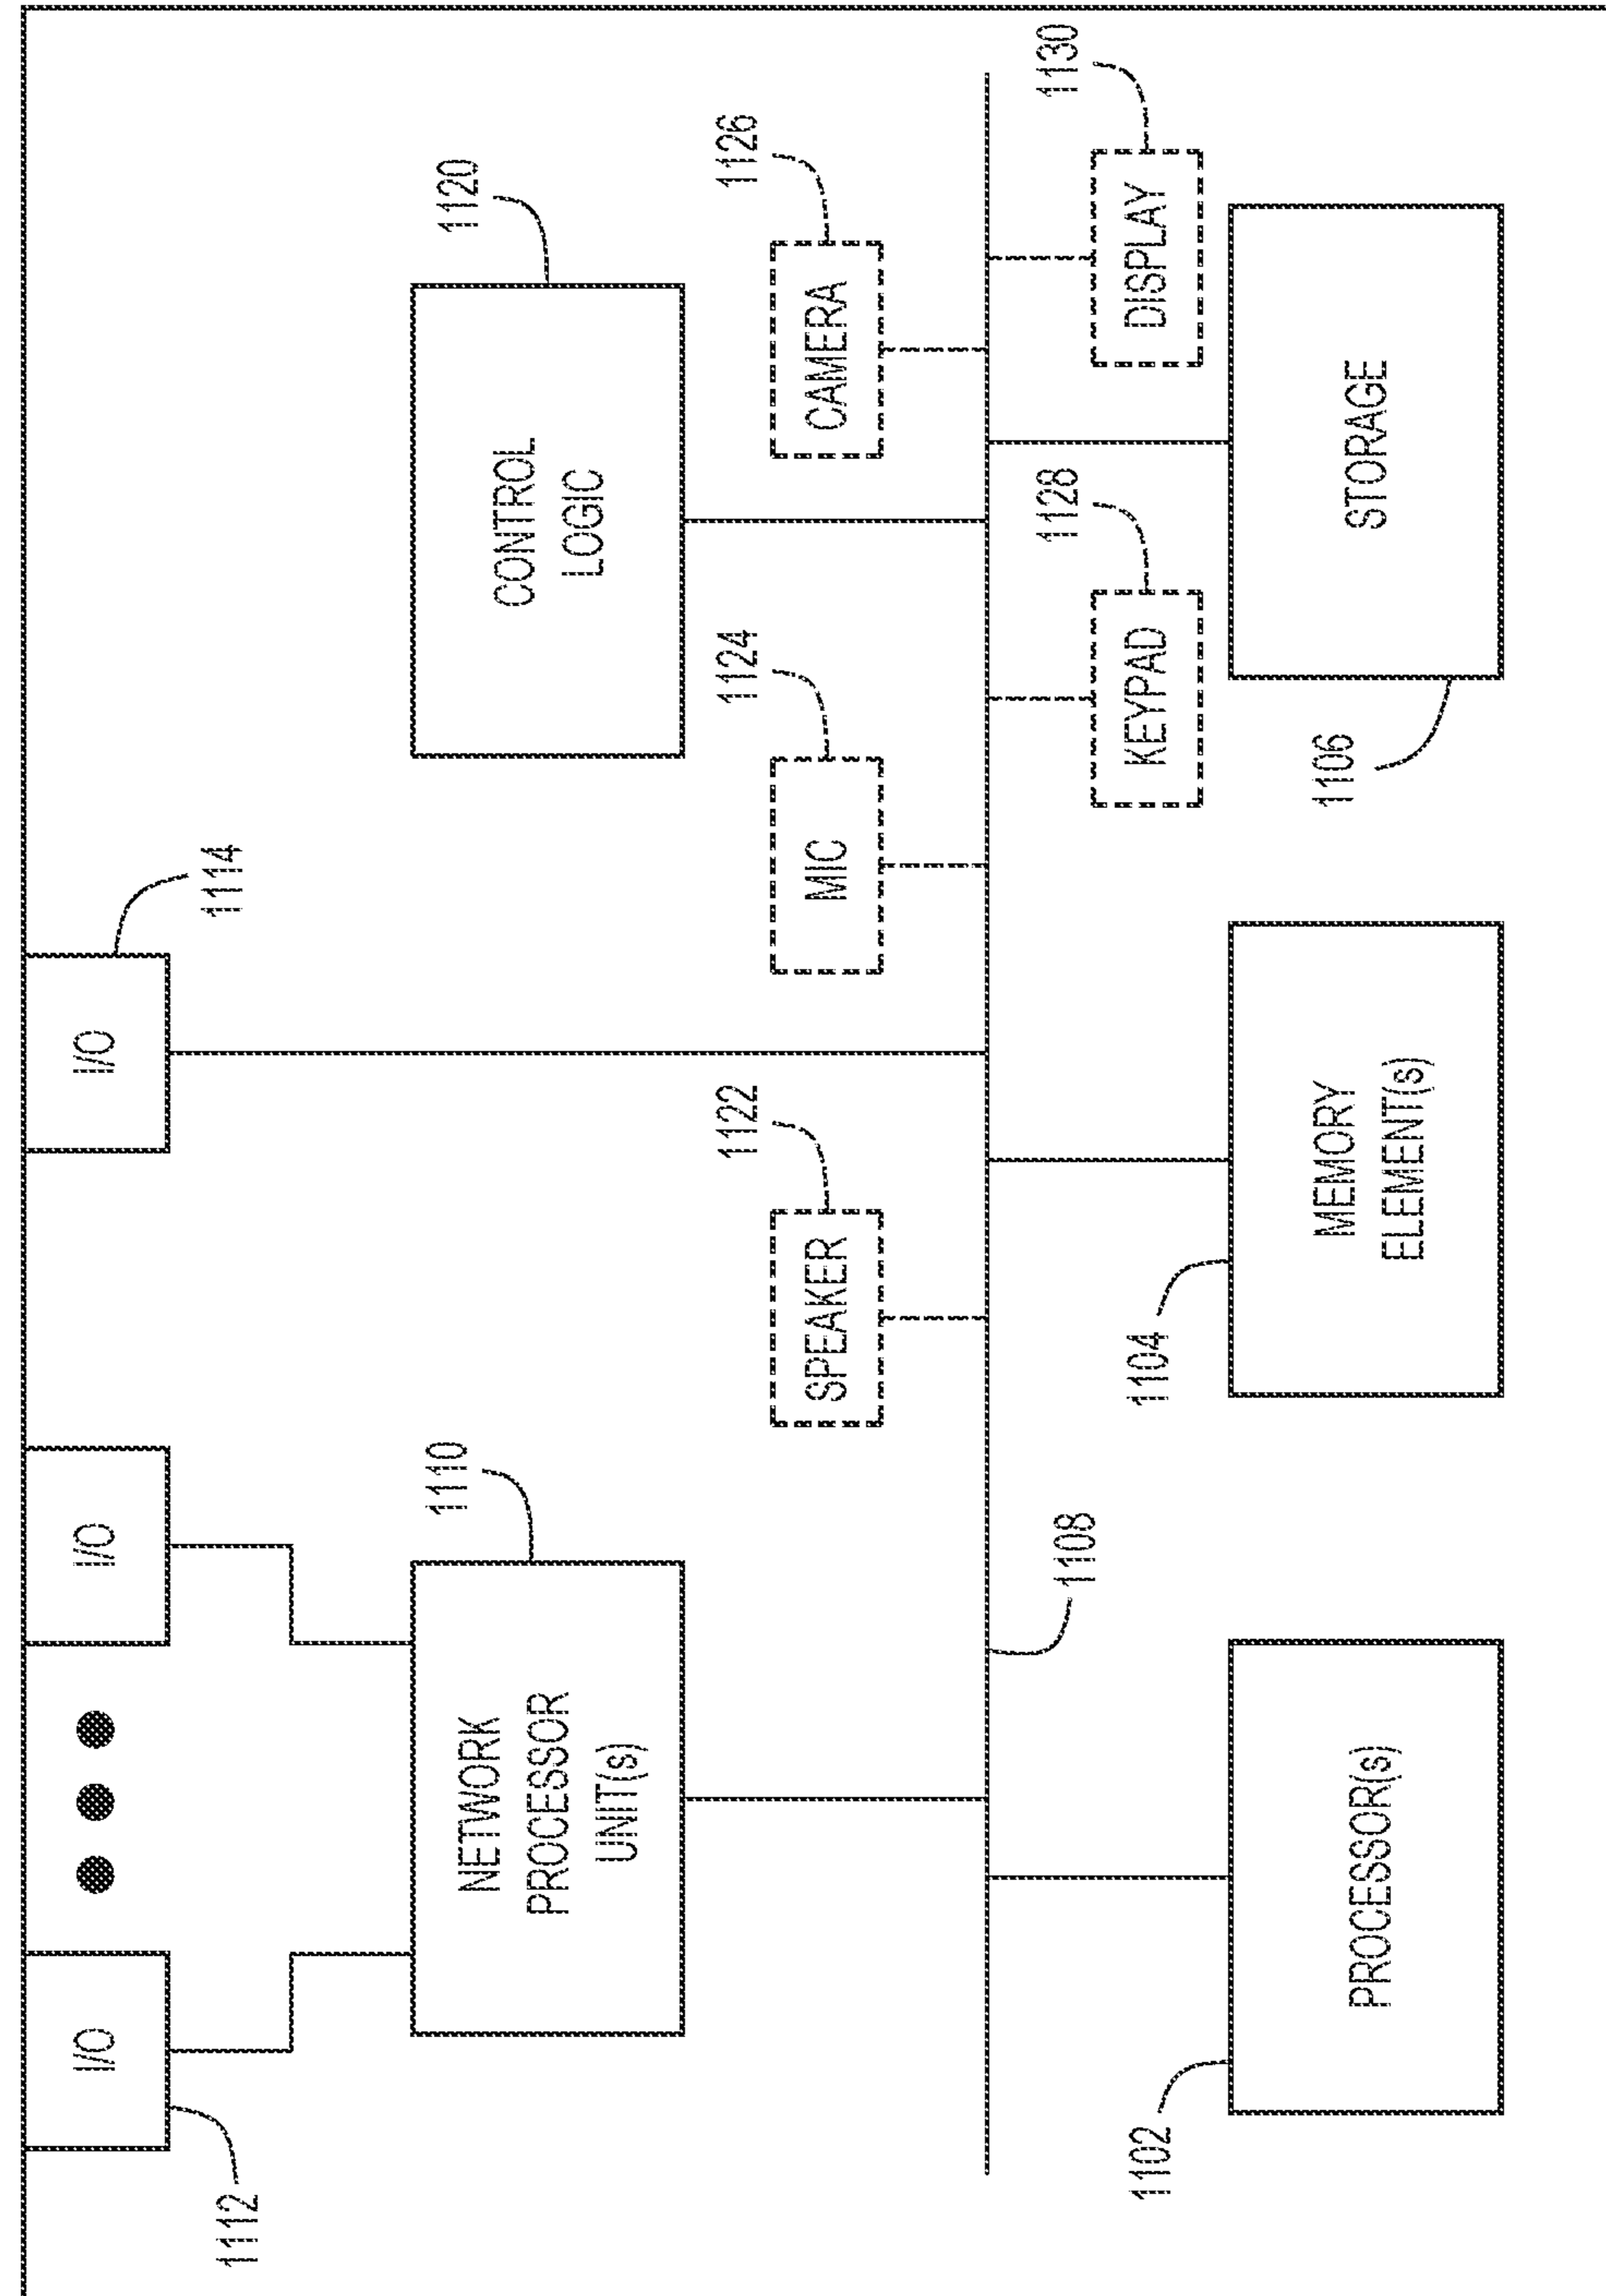 I/O
I/O
I/O
1112
1114
1110
NETWORK
PROCESSOR
UNIT(s)
1120
CONTROL
LOGIC
1122
SPEAKER
1124
MIC
1126
CAMERA
1108
1128
KEYPAD
1130
DISPLAY
1102
PROCESSOR(s)
1104
MEMORY
ELEMENT(s)
1106
STORAGE